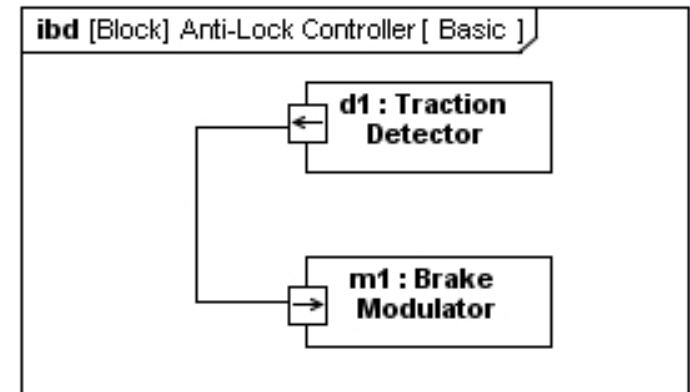 ibd [Block] Anti-Lock Controller [ Basic ]
d1 : Traction
Detector
m1 : Brake
Modulator